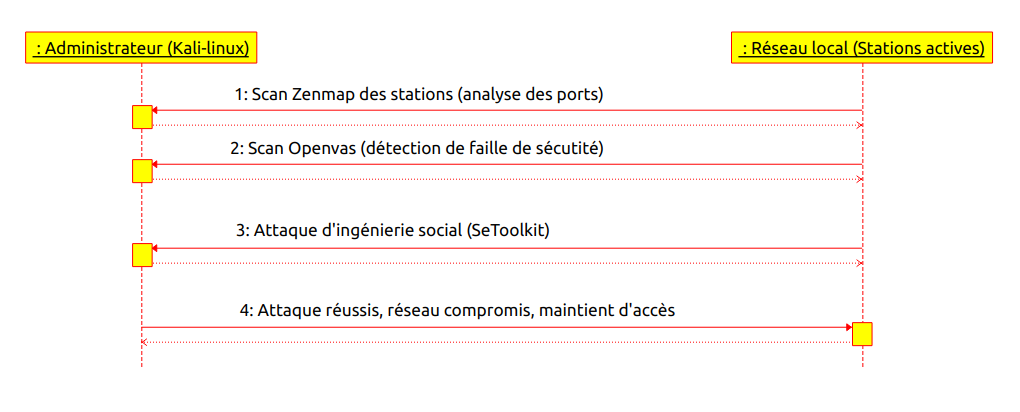 : Administrateur (Kali-linux)
: Réseau local (Stations actives)
1: Scan Zenmap des stations (analyse des ports)
2: Scan Openvas (détection de faille de sécutité)
3: Attaque d'ingénierie social (SeToolkit)
4: Attaque réussis, réseau compromis, maintient d'accès